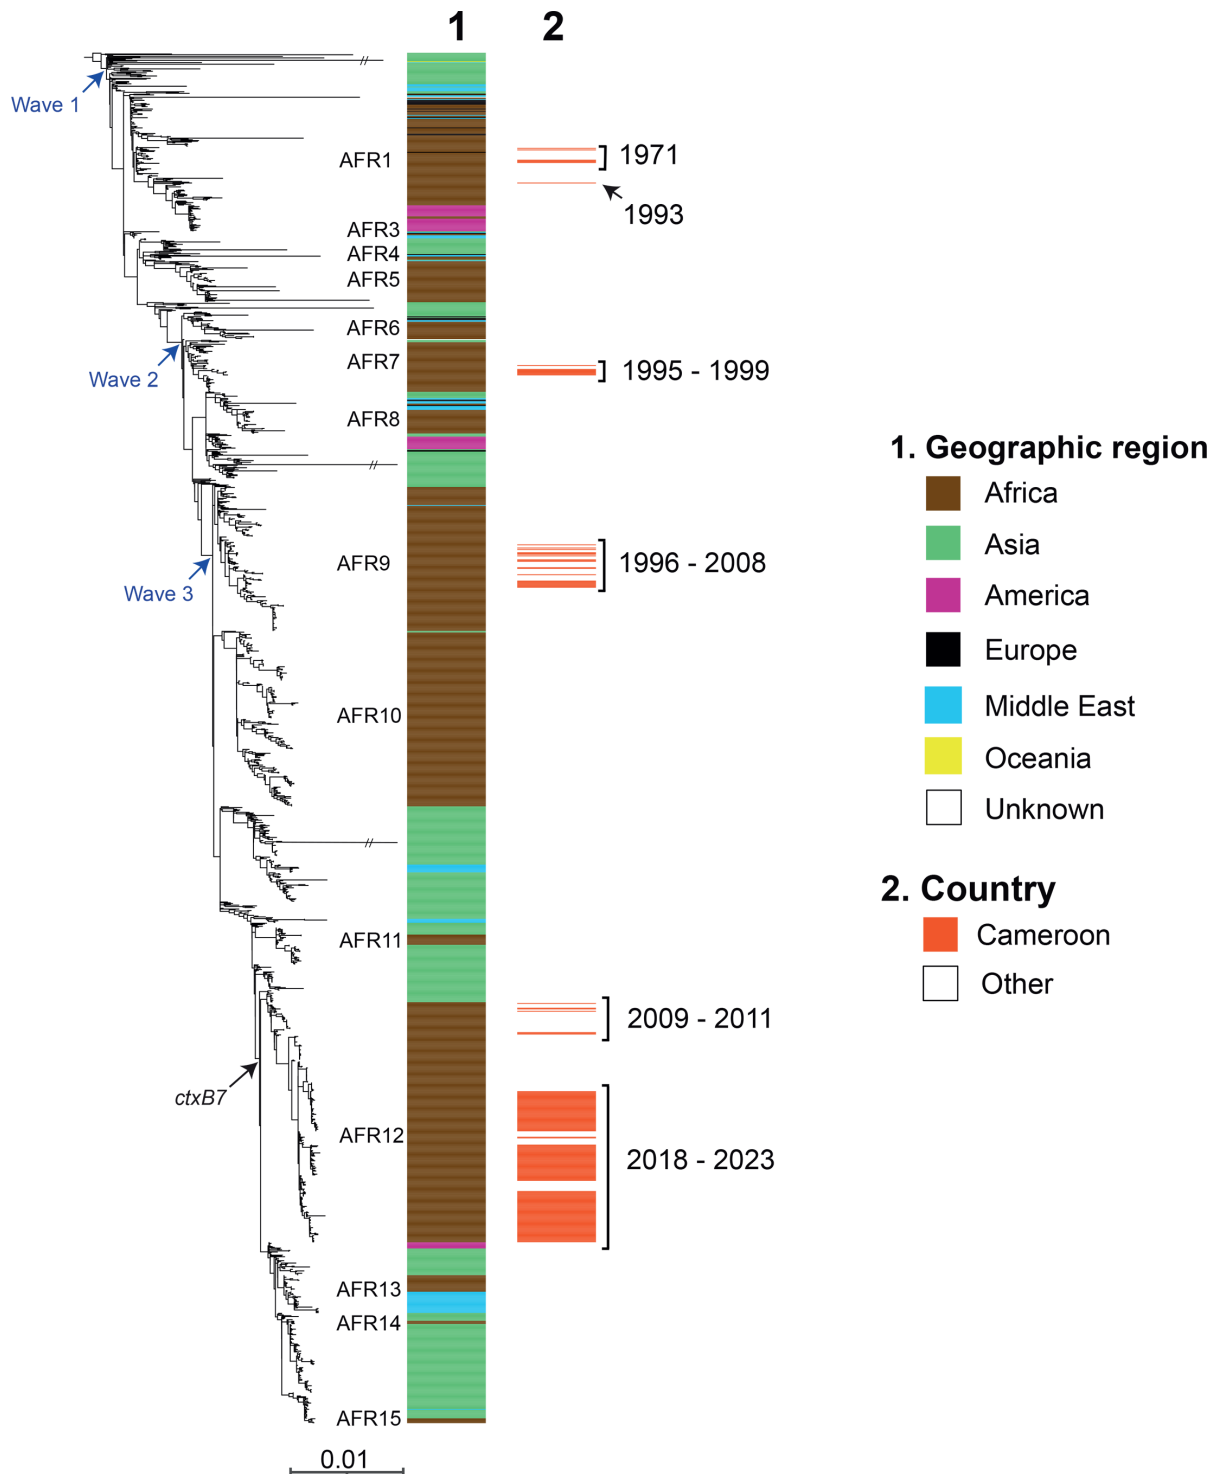 1 2
Wave 1
AFR1
1971
1993
AFR3
AFR4
AFR5
AFR6
AFR7
Wave 2
1995 - 1999
AFR8
1. Geographic region
Africa
Asia
AFR9
1996 - 2008
Wave 3
America
Europe
Middle East
AFR10
Oceania
Unknown
2. Country
Cameroon
AFR11
Other
2009 - 2011
ctxB7
AFR12
2018 - 2023
AFR13
AFR14
AFR15
0.01
//
//
//